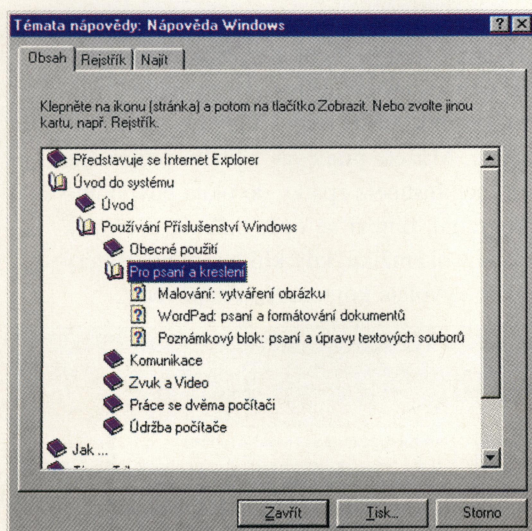 Témata nápovědy: Nápověda Windows
Obsah Rejstřík Najít
Klepněte na ikonu (stránka) a potom na tlačítko Zobrazit. Nebo zvolte jinou
kartu, např. Rejstřík.
Představuje se Internet Explorer
Úvod do systému
Úvod
Používání Příslušenství Windows
Obecné použití
Pro psaní a kreslení
Malování: vytváření obrázku
WordPad: psaní a formátování dokumentů
Poznámkový blok: psaní a úpravy textových souborů
Komunikace
Zvuk a Video
Práce se dvěma počítači
Údržba počítače
Jak ...
Zavřít Tisk... Storno